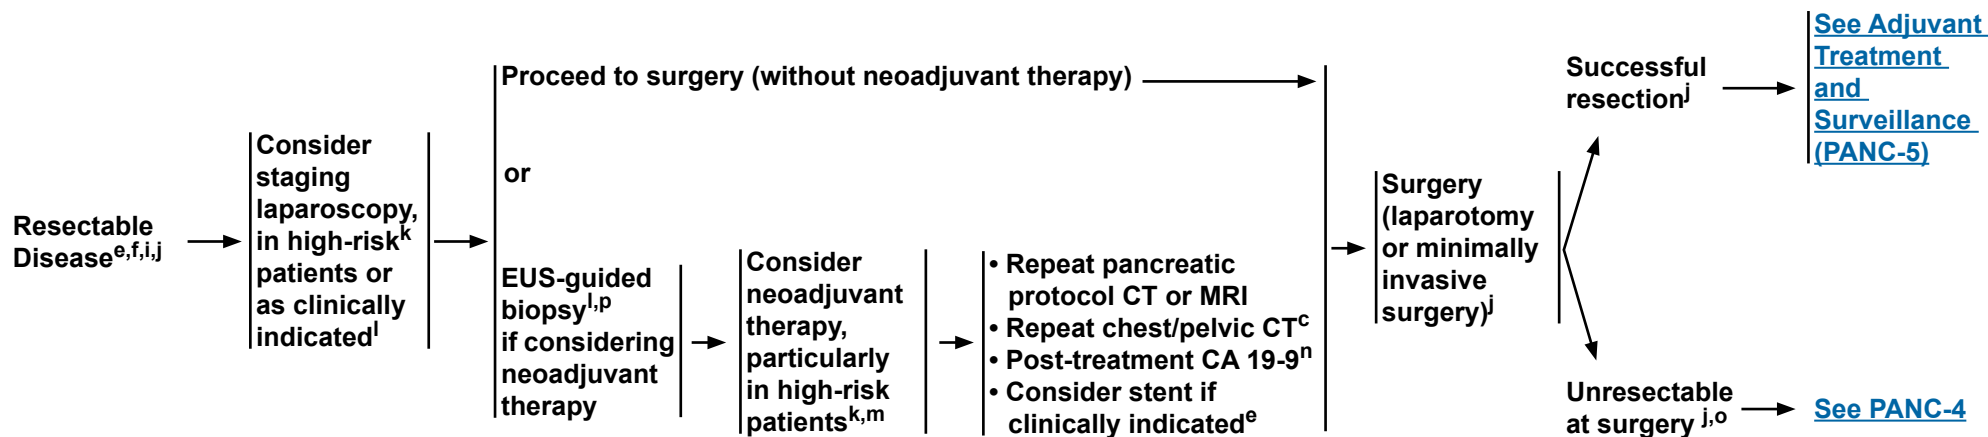 Resectable
Disease^e,f,i,j
Consider
staging
laparoscopy,
in high-risk^k
patients or
as clinically
indicated^l
Proceed to surgery (without neoadjuvant therapy)
or
EUS-guided
biopsy^l,p
if considering
neoadjuvant
therapy
Consider
neoadjuvant
therapy,
particularly
in high-risk
patients^k,m
• Repeat pancreatic
protocol CT or MRI
• Repeat chest/pelvic CT^c
• Post-treatment CA 19-9^n
• Consider stent if
clinically indicated^e
Surgery
(laparotomy
or minimally
invasive
surgery)^j
Successful
resection^j
See Adjuvant
Treatment
and
Surveillance
(PANC-5)
Unresectable
at surgery ^j,o
See PANC-4